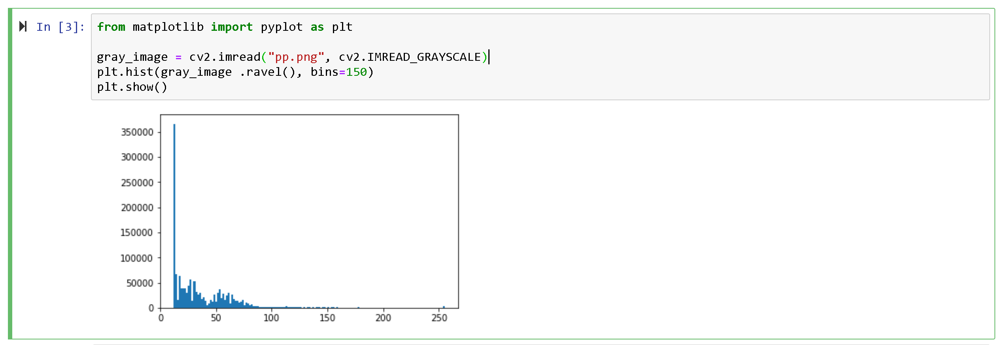 In [3]:
from matplotlib import pyplot as plt
gray_image = cv2.imread("pp.png", cv2.IMREAD_GRAYSCALE)
plt.hist(gray_image .ravel(), bins=150)
plt.show()
350000
300000
250000
200000
150000
100000
50000
0
0 50 100 150 200 250